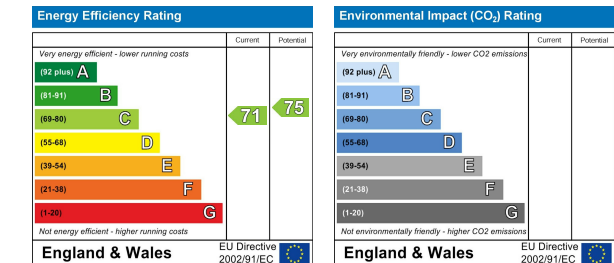 Energy Efficiency Rating
Current Potential
Very energy efficient - lower running costs
(92 plus) A
(81-91) B
(69-80) C
(55-68) D
(39-54) E
(21-38) F
(1-20) G
71
75
Not energy efficient - higher running costs
England & Wales
EU Directive
2002/91/EC
Environmental Impact (CO₂) Rating
Current Potential
Very environmentally friendly - lower CO2 emissions
(92 plus) A
(81-91) B
(69-80) C
(55-68) D
(39-54) E
(21-38) F
(1-20) G
Not environmentally friendly - higher CO2 emissions
England & Wales
EU Directive
2002/91/EC